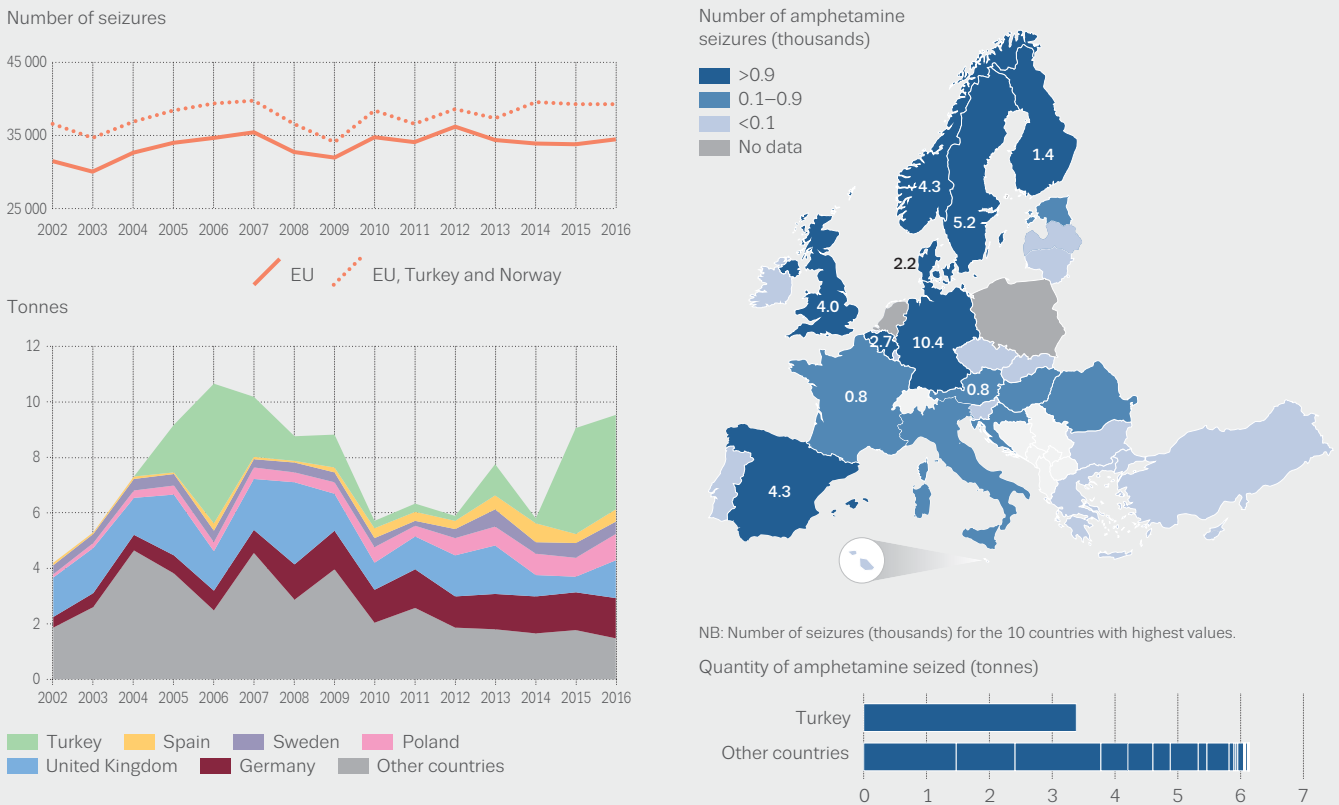 Number of seizures
45 000
35 000
25 000
2002 2003 2004 2005 2006 2007 2008 2009 2010 2011 2012 2013 2014 2015 2016
EU
EU, Turkey and Norway
Tonnes
12
10
8
6
4
2
0
2002 2003 2004 2005 2006 2007 2008 2009 2010 2011 2012 2013 2014 2015 2016
Turkey Spain Sweden Poland
United Kingdom Germany Other countries
Number of amphetamine
seizures (thousands)
>0.9
0.1–0.9
<0.1
No data
1.4
4.3
5.2
2.2
4.0
2.7
10.4
0.8
0.8
4.3
NB: Number of seizures (thousands) for the 10 countries with highest values.
Quantity of amphetamine seized (tonnes)
Turkey
Other countries
0 1 2 3 4 5 6 7